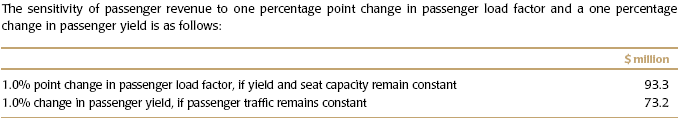 The sensitivity of passenger revenue to one percentage point change in passenger load factor and a one percentage
change in passenger yield is as follows:
$ million
1.0% point change in passenger load factor, if yield and seat capacity remain constant 93.3
1.0% change in passenger yield, if passenger traffic remains constant 73.2